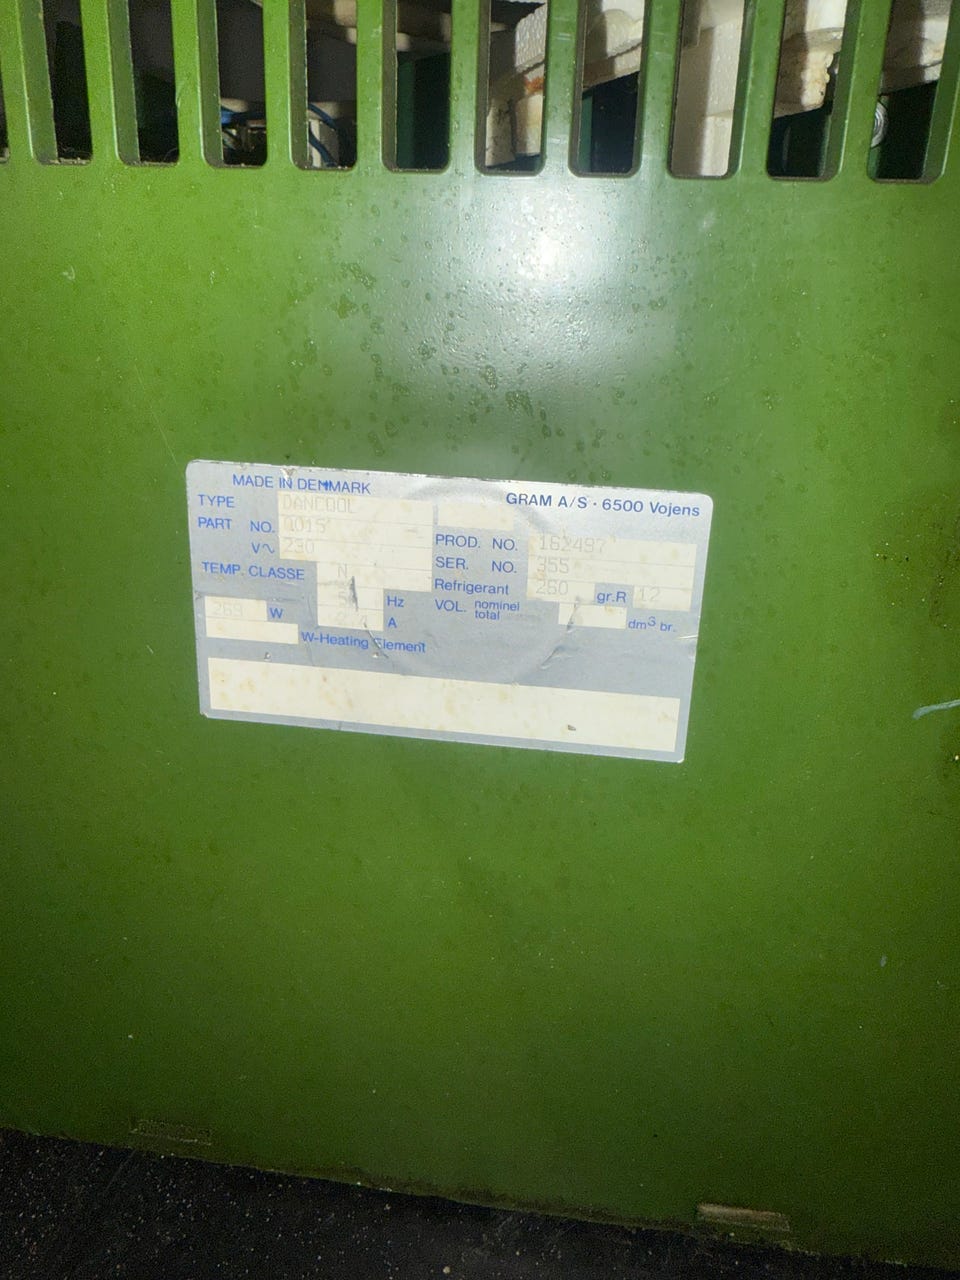 MADE IN DENMARK
GRAM A/S · 6500 Vojens
TYPE DANCOOL
PART NO. 0015
V~ 230
PROD. NO. 162497
SER. NO. 355
TEMP. CLASSE N
Refrigerant 260 gr.R 12
Hz
VOL. nominel total dm3 br.
A
W
W-Heating Element